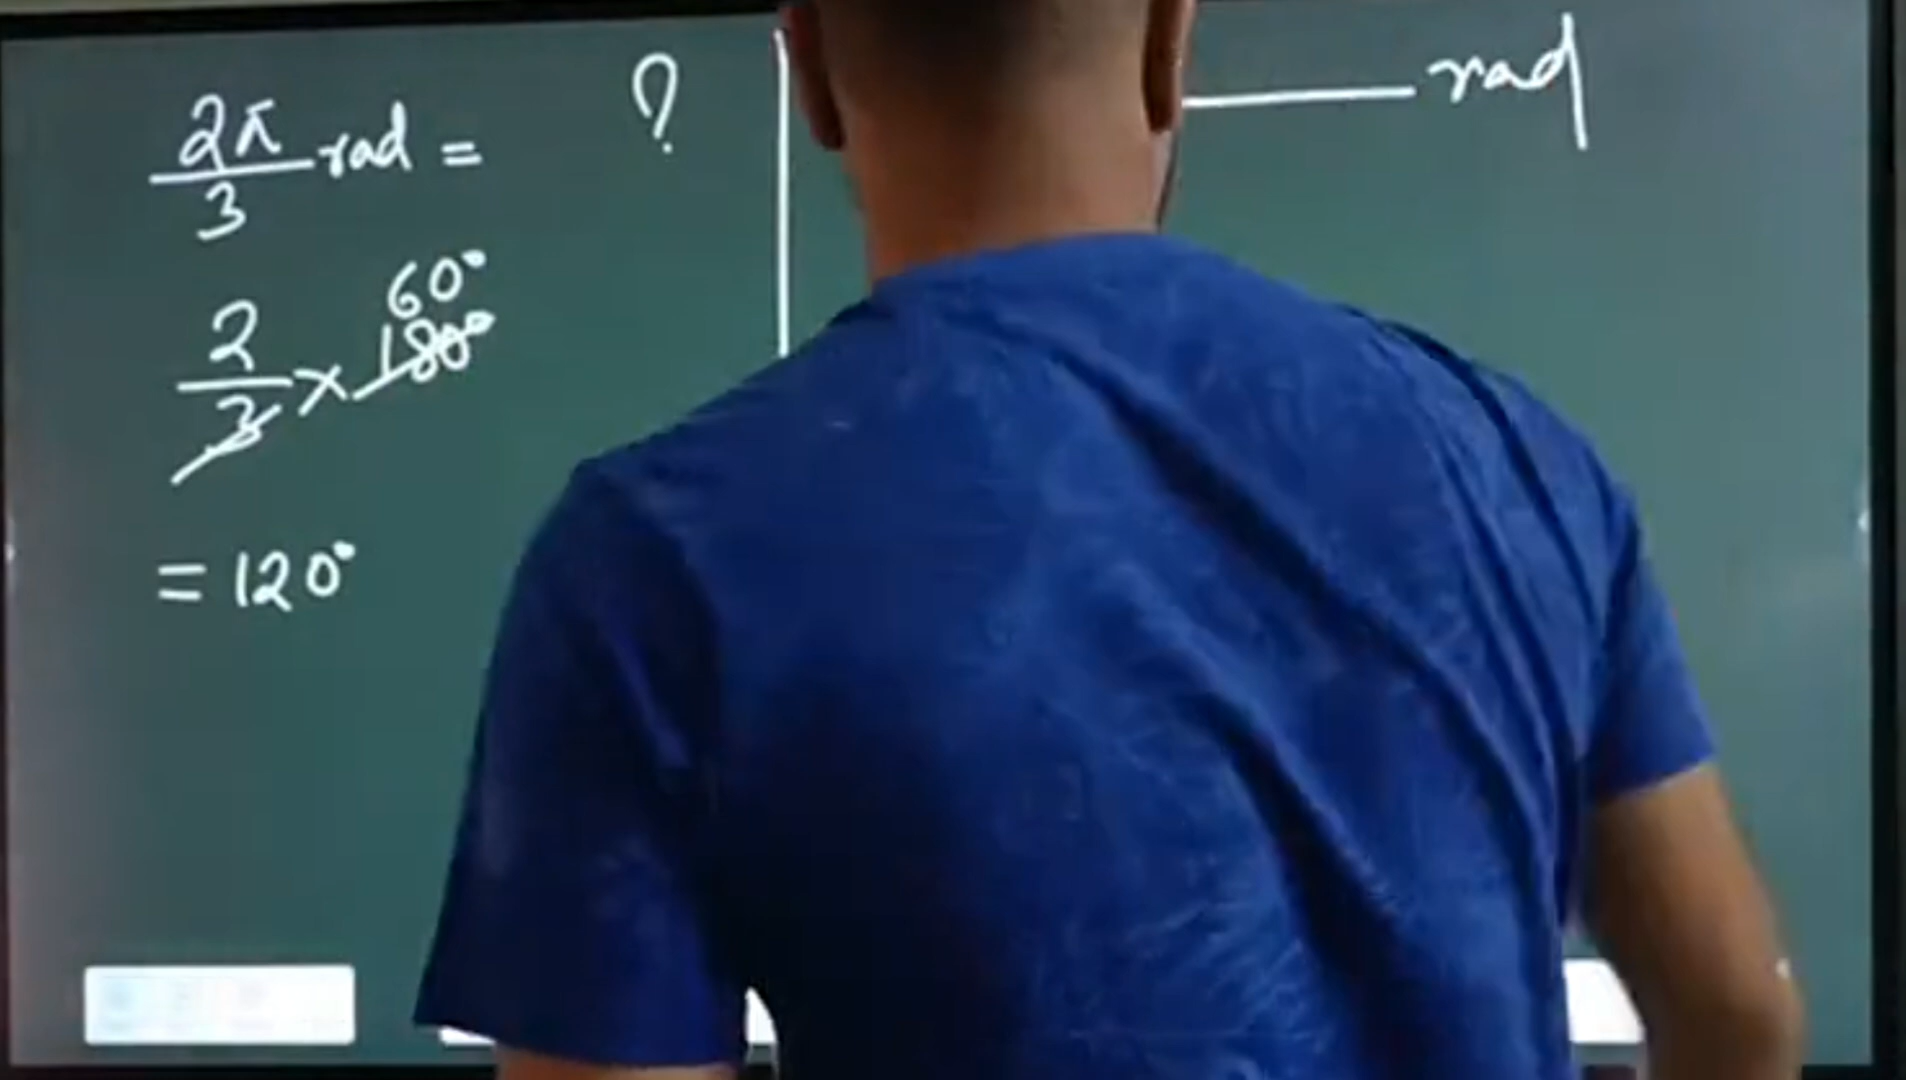 2π/3 rad = ?
2/3 × 180° 60°
= 120°
rad